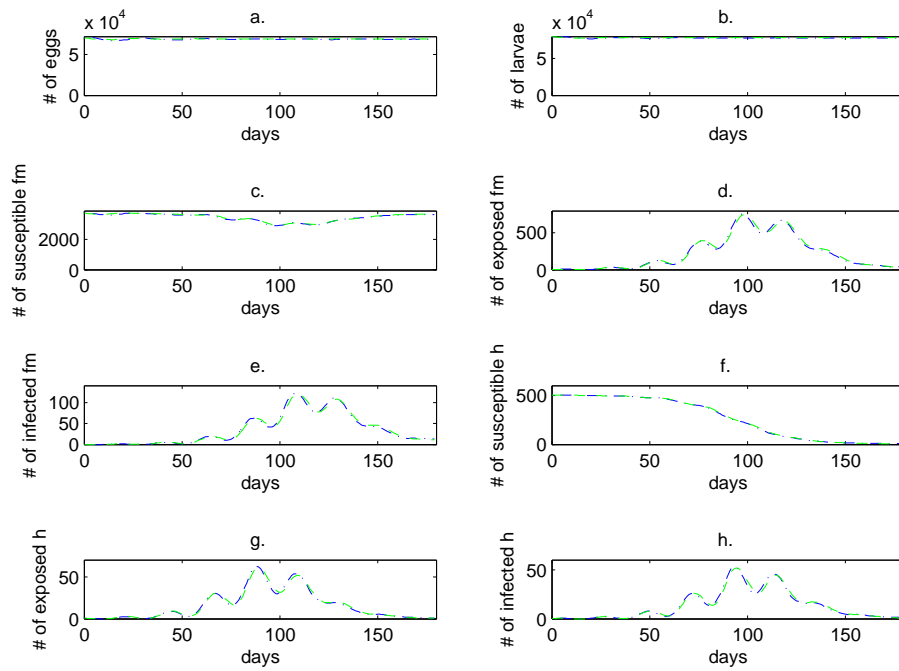 a.
x 10^4
# of eggs
5
0
0 50 100 150
days
b.
x 10^4
# of larvae
5
0
0 50 100 150
days
c.
# of susceptible fm
2000
0
0 50 100 150
days
d.
# of exposed fm
500
0
0 50 100 150
days
e.
# of infected fm
100
50
0
0 50 100 150
days
f.
# of susceptible h
500
0
0 50 100 150
days
g.
# of exposed h
50
0
0 50 100 150
days
h.
# of infected h
50
0
0 50 100 150
days